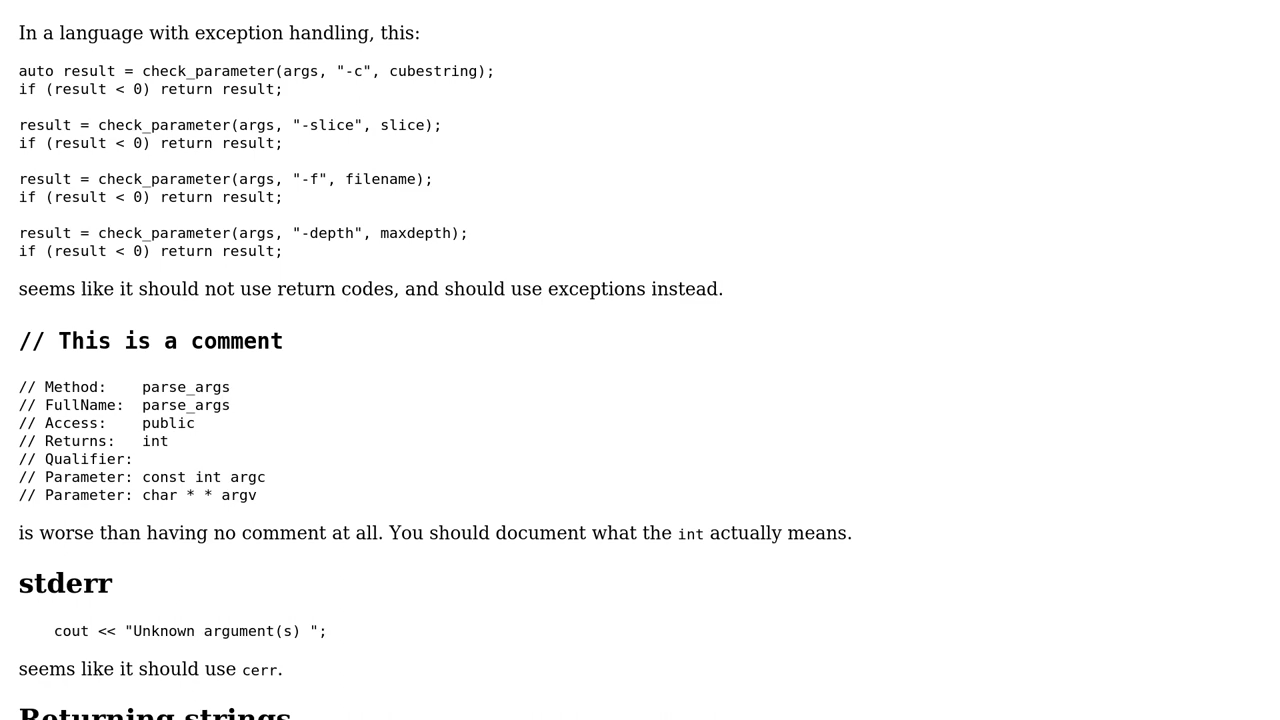 In a language with exception handling, this:
auto result = check_parameter(args, "-c", cubestring);
if (result < 0) return result;
result = check_parameter(args, "-slice", slice);
if (result < 0) return result;
result = check_parameter(args, "-f", filename);
if (result < 0) return result;
result = check_parameter(args, "-depth", maxdepth);
if (result < 0) return result;
seems like it should not use return codes, and should use exceptions instead.
// This is a comment
// Method:    parse_args
// FullName:  parse_args
// Access:    public
// Returns:   int
// Qualifier:
// Parameter: const int argc
// Parameter: char * * argv
is worse than having no comment at all. You should document what the int actually means.
stderr
    cout << "Unknown argument(s) ";
seems like it should use cerr.
Returning strings